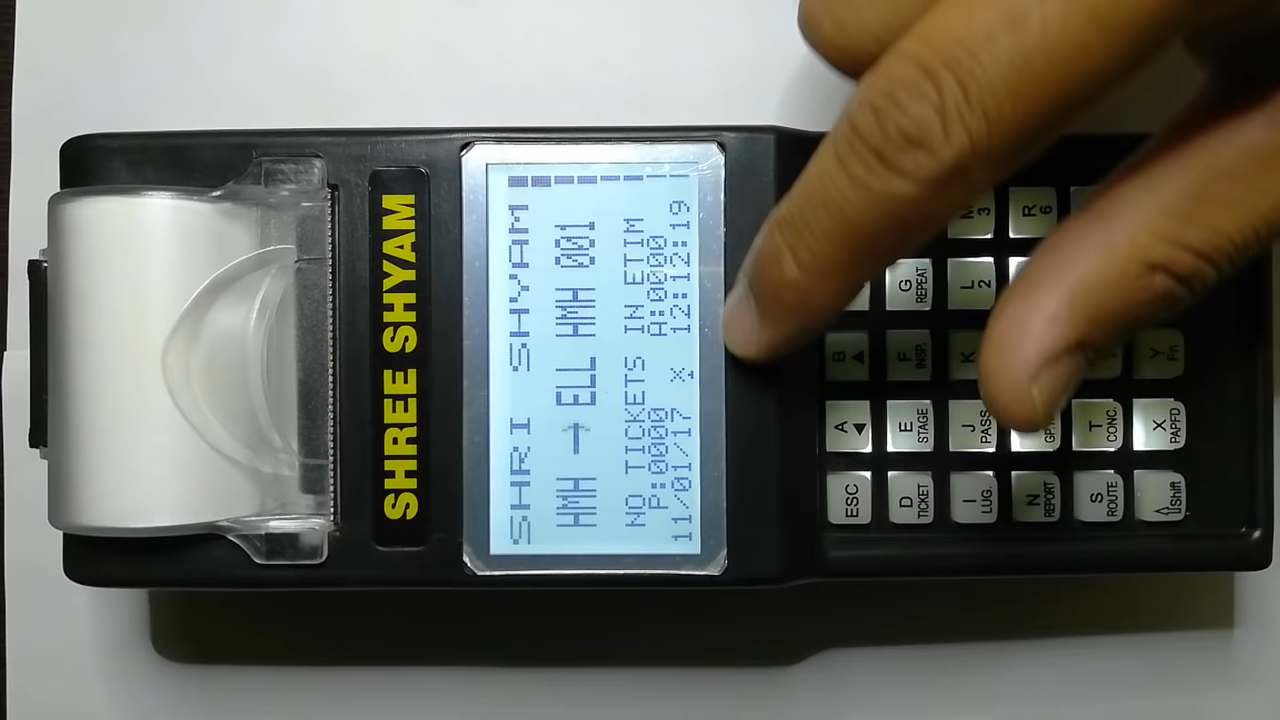 SHREE SHYAM
SHRI SHYAM
HMH → ELL HMH 001
NO TICKETS IN ETIM
P:0000 A:0000
11/01/17 12:12:19
ESC
A ◀
B ▲
D TICKET
E STAGE
F INSP.
G REPEAT
I LUG.
J PASS
K
L 2
M 3
N REPORT
R 6
S ROUTE
T CONC.
Shift
X PAPFD
Y Fn